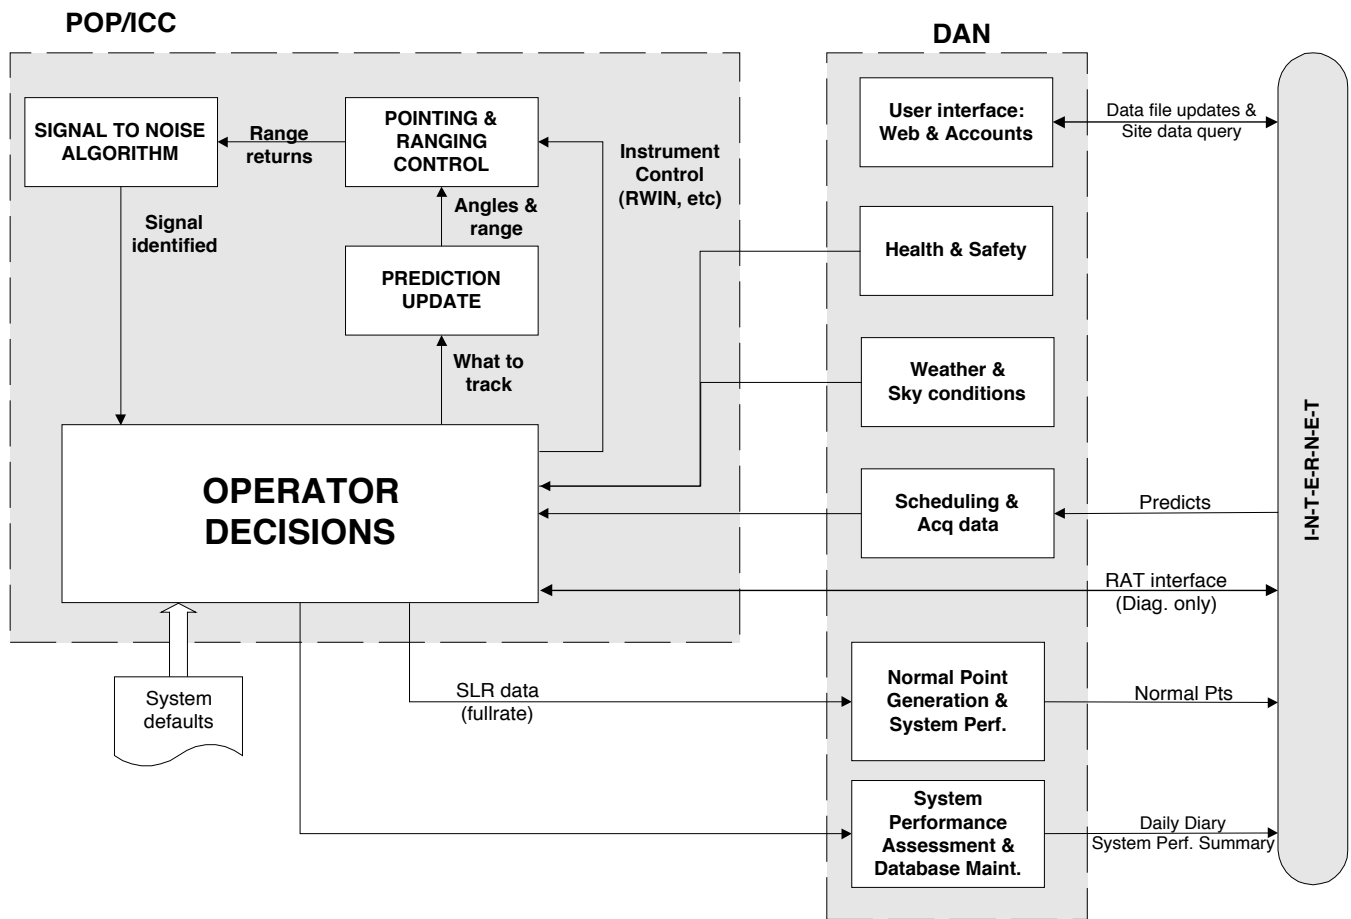 POP/ICC
DAN
SIGNAL TO NOISE
ALGORITHM
Range
returns
POINTING &
RANGING
CONTROL
Instrument
Control
(RWIN, etc)
Signal
identified
Angles &
range
PREDICTION
UPDATE
What to
track
OPERATOR
DECISIONS
System
defaults
SLR data
(fullrate)
User interface:
Web & Accounts
Data file updates &
Site data query
Health & Safety
Weather &
Sky conditions
Scheduling &
Acq data
Predicts
RAT interface
(Diag. only)
Normal Point
Generation &
System Perf.
Normal Pts
System
Performance
Assessment &
Database Maint.
Daily Diary
System Perf. Summary
I-N-T-E-R-N-E-T